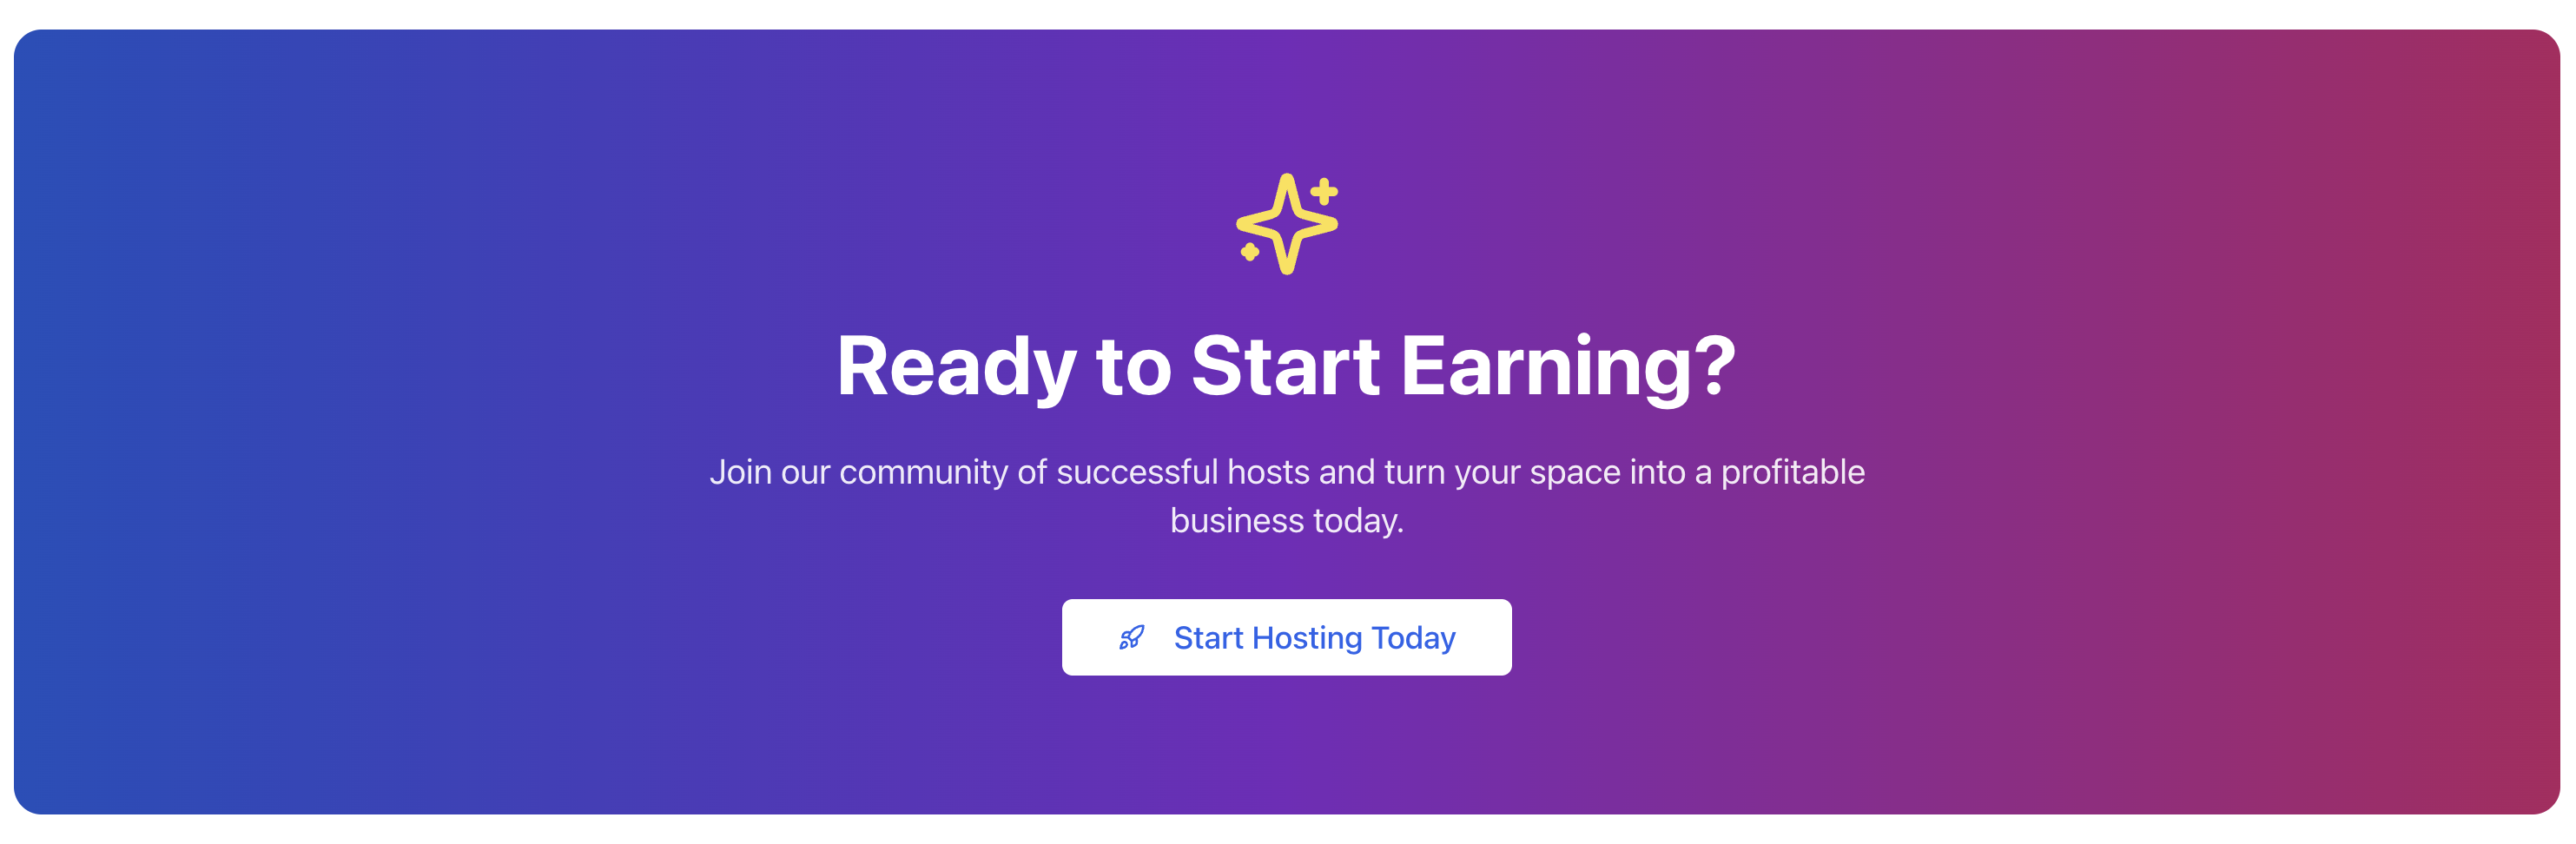 Ready to Start Earning?
Join our community of successful hosts and turn your space into a profitable
business today.
Start Hosting Today